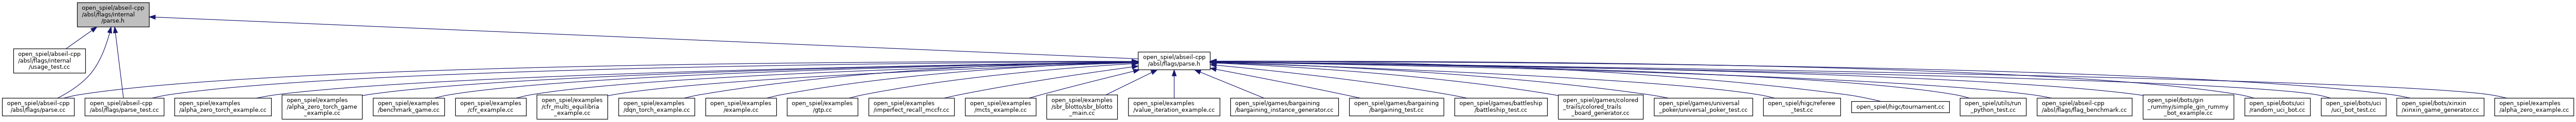 open_spiel/abseil-cpp
/absl/flags/internal
/parse.h
open_spiel/abseil-cpp
/absl/flags/internal
/usage_test.cc
open_spiel/abseil-cpp
/absl/flags/parse.h
open_spiel/abseil-cpp
/absl/flags/parse.cc
open_spiel/abseil-cpp
/absl/flags/parse_test.cc
open_spiel/examples
/alpha_zero_torch_example.cc
open_spiel/examples
/alpha_zero_torch_game
_example.cc
open_spiel/examples
/benchmark_game.cc
open_spiel/examples
/cfr_example.cc
open_spiel/examples
/cfr_multi_equilibria
_example.cc
open_spiel/examples
/dqn_torch_example.cc
open_spiel/examples
/example.cc
open_spiel/examples
/gtp.cc
open_spiel/examples
/imperfect_recall_mccfr.cc
open_spiel/examples
/mcts_example.cc
open_spiel/examples
/sbr_blotto/sbr_blotto
_main.cc
open_spiel/examples
/value_iteration_example.cc
open_spiel/games/bargaining
/bargaining_instance_generator.cc
open_spiel/games/bargaining
/bargaining_test.cc
open_spiel/games/battleship
/battleship_test.cc
open_spiel/games/colored
_trails/colored_trails
_board_generator.cc
open_spiel/games/universal
_poker/universal_poker_test.cc
open_spiel/higc/referee
_test.cc
open_spiel/higc/tournament.cc
open_spiel/utils/run
_python_test.cc
open_spiel/abseil-cpp
/absl/flags/flag_benchmark.cc
open_spiel/bots/gin
_rummy/simple_gin_rummy
_bot_example.cc
open_spiel/bots/uci
/random_uci_bot.cc
open_spiel/bots/uci
/uci_bot_test.cc
open_spiel/bots/xinxin
/xinxin_game_generator.cc
open_spiel/examples
/alpha_zero_example.cc